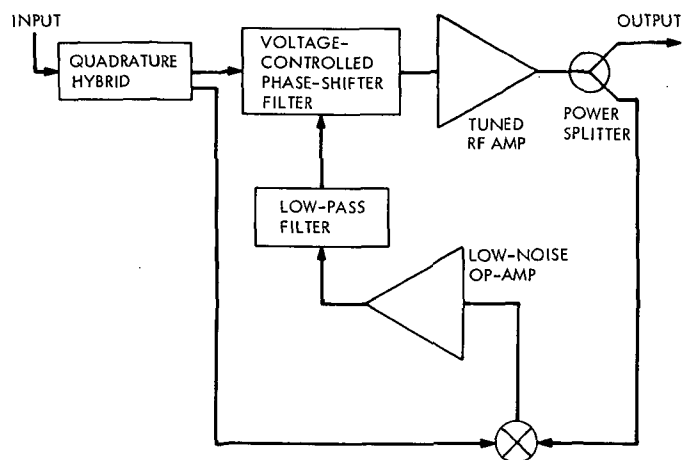 INPUT
QUADRATURE
HYBRID
VOLTAGE-
CONTROLLED
PHASE-SHIFTER
FILTER
TUNED
RF AMP
OUTPUT
POWER
SPLITTER
LOW-PASS
FILTER
LOW-NOISE
OP-AMP